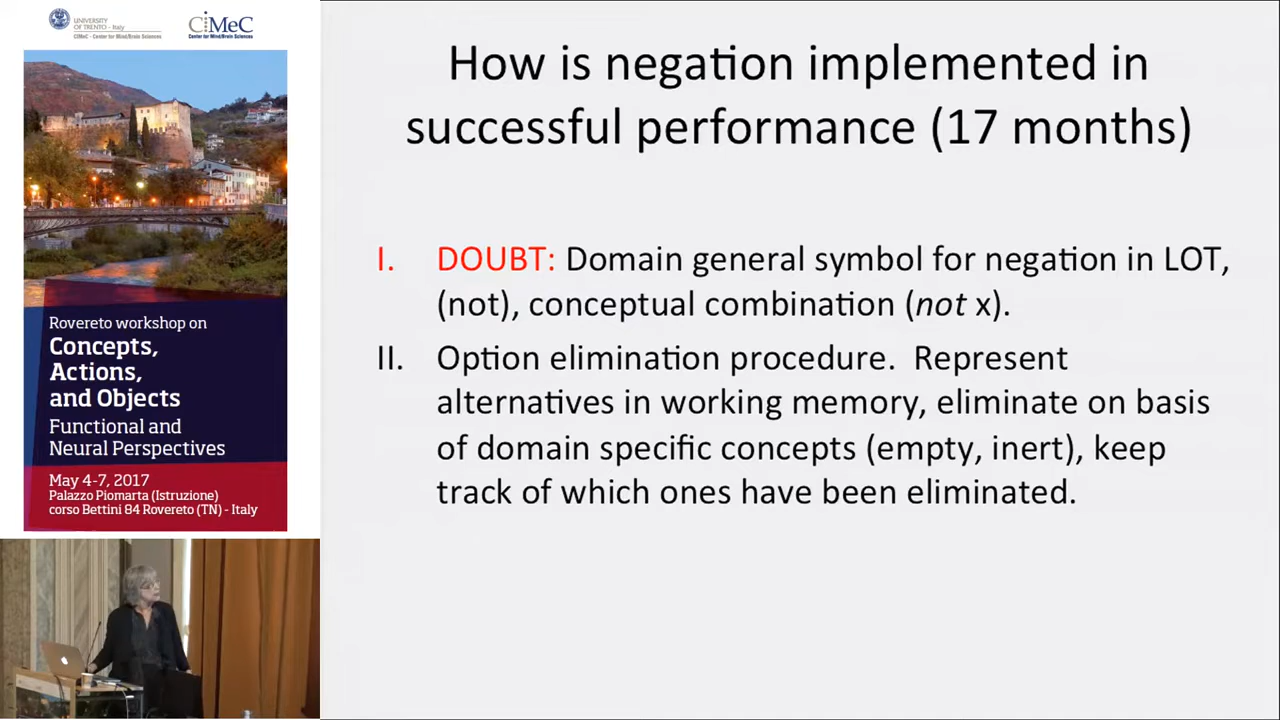 UNIVERSITY
OF TRENTO - Italy
CIMeC - Center for Mind/Brain Sciences
CiMeC
Center for Mind/Brain Sciences
Rovereto workshop on
Concepts,
Actions,
and Objects
Functional and
Neural Perspectives
May 4-7, 2017
Palazzo Piomarta (Istruzione)
corso Bettini 84 Rovereto (TN) - Italy
How is negation implemented in
successful performance (17 months)
I. DOUBT: Domain general symbol for negation in LOT,
(not), conceptual combination (not x).
II. Option elimination procedure. Represent
alternatives in working memory, eliminate on basis
of domain specific concepts (empty, inert), keep
track of which ones have been eliminated.